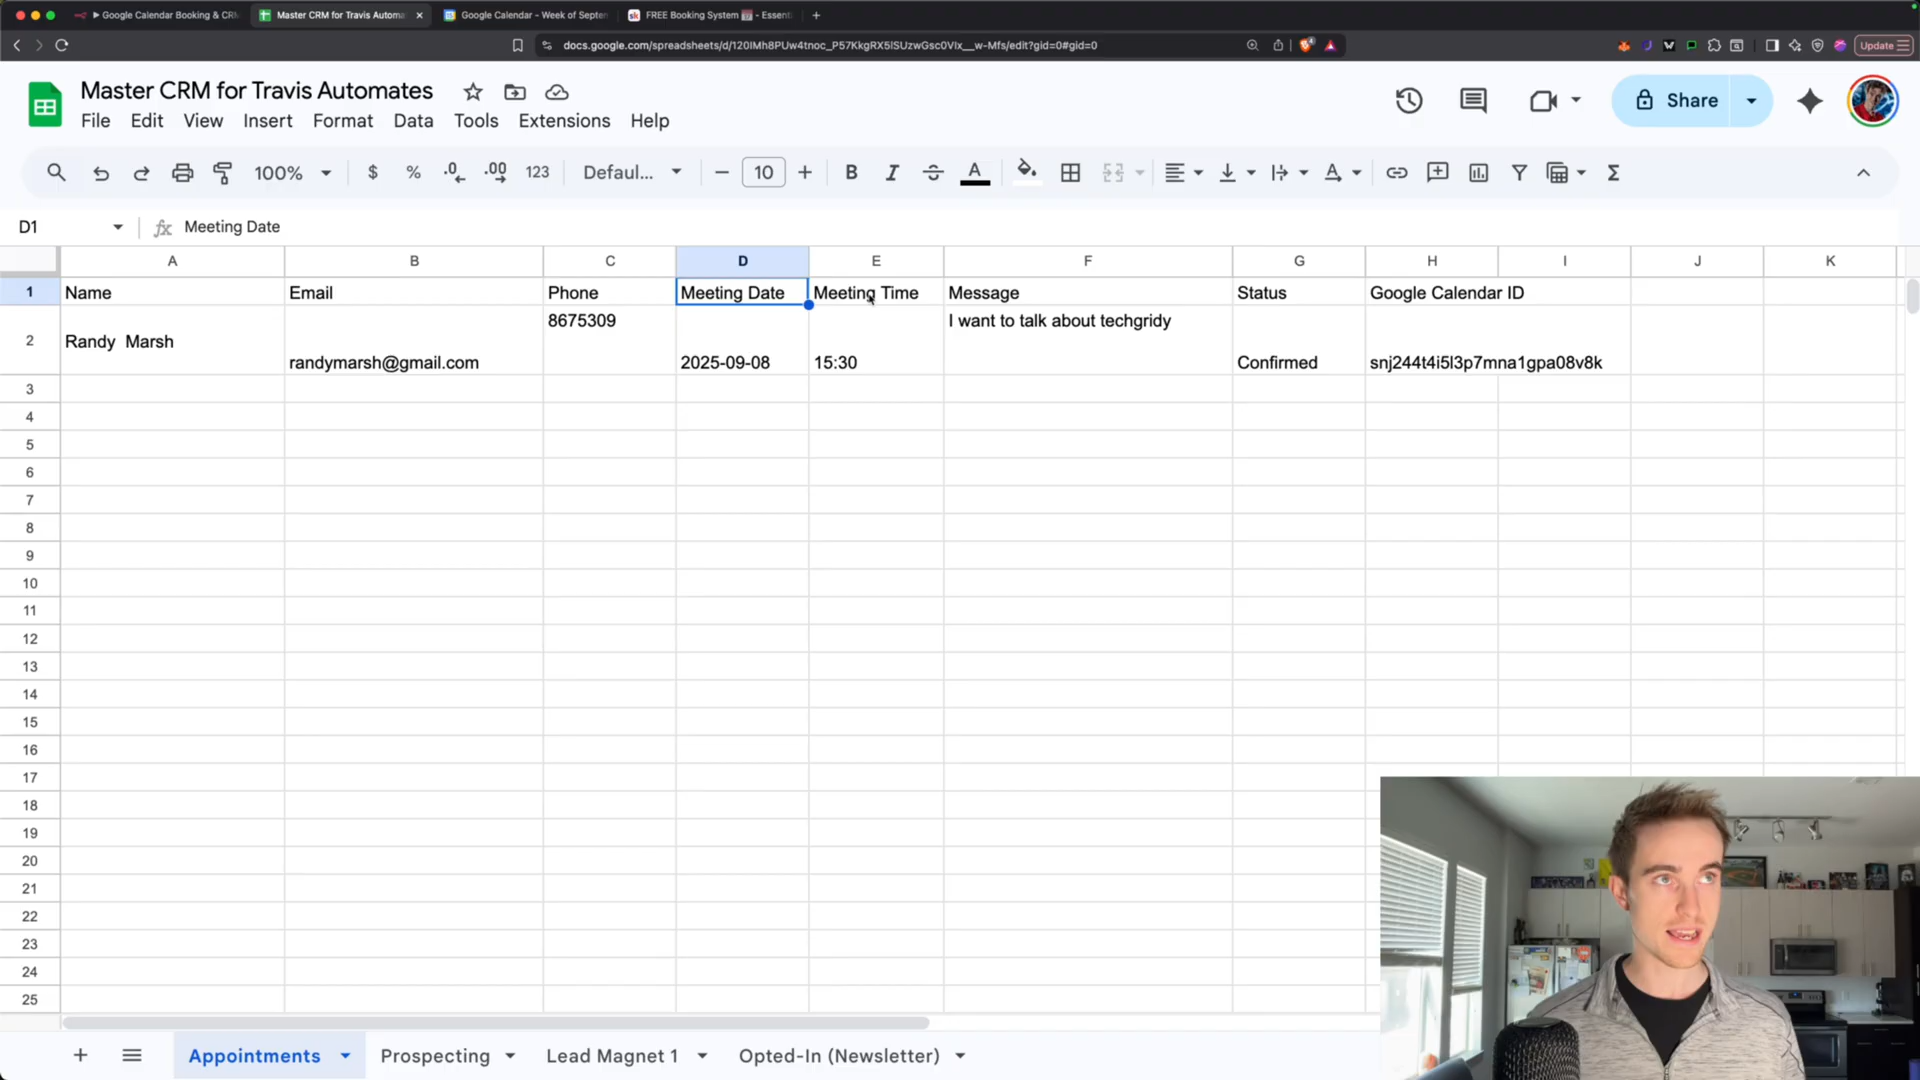 Google Calendar Booking & CRM
Master CRM for Travis Automa
Google Calendar - Week of Septem
FREE Booking System 📅 - Essenti
docs.google.com/spreadsheets/d/120IMh8PUw4tnoc_P57KkgRX5lSUzwGsc0VIx__w-Mfs/edit?gid=0#gid=0
Update
Master CRM for Travis Automates
File Edit View Insert Format Data Tools Extensions Help
Share
100% $ % .0 .00 123 Defaul... 10 B I A
D1 fx Meeting Date
A B C D E F G H I J K
1 Name Email Phone Meeting Date Meeting Time Message Status Google Calendar ID
2 Randy Marsh randymarsh@gmail.com 8675309 2025-09-08 15:30 I want to talk about techgridy Confirmed snj244t4i5l3p7mna1gpa08v8k
3
4
5
6
7
8
9
10
11
12
13
14
15
16
17
18
19
20
21
22
23
24
25
Appointments Prospecting Lead Magnet 1 Opted-In (Newsletter)